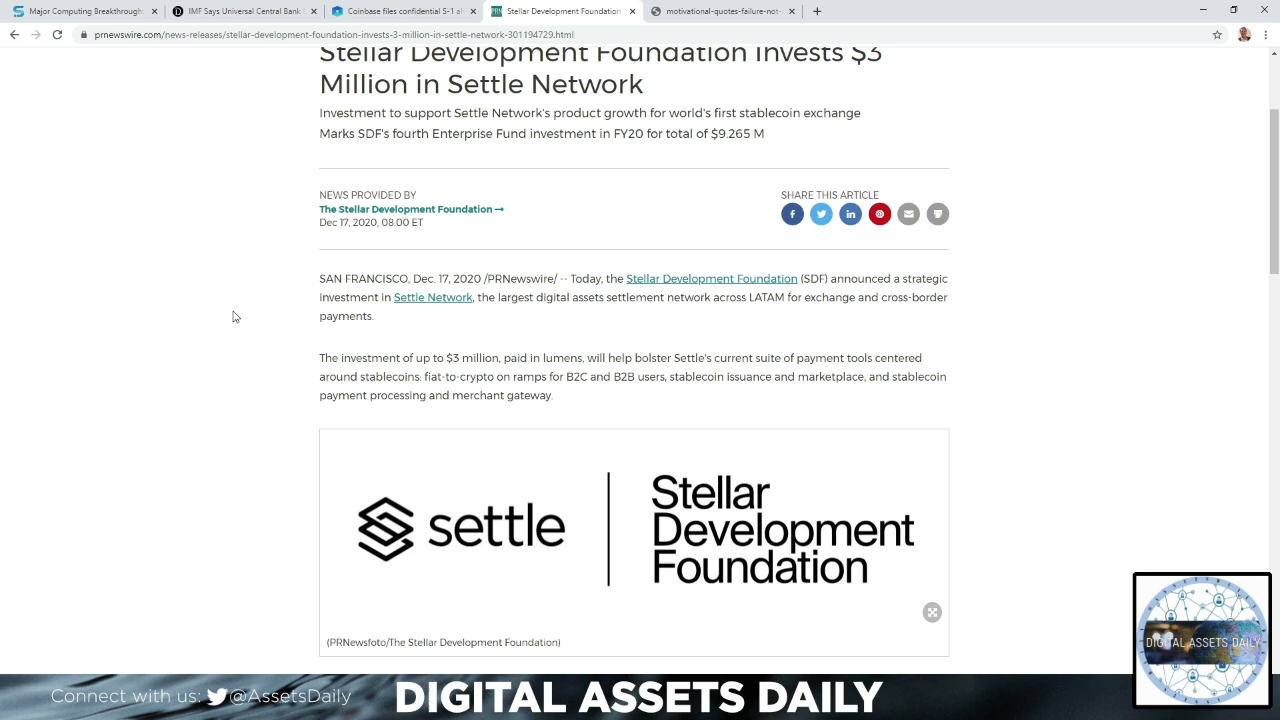 Major Computing Breakthrough
IMF Says Universal Central Bank
Coinbase files confidential S-1 a
Stellar Development Foundation
motivational-quotes-failure-not-
prnewswire.com/news-releases/stellar-development-foundation-invests-3-million-in-settle-network-301194729.html
Stellar Development Foundation Invests $3
Million in Settle Network
Investment to support Settle Network's product growth for world's first stablecoin exchange
Marks SDF's fourth Enterprise Fund investment in FY20 for total of $9.265 M
NEWS PROVIDED BY
The Stellar Development Foundation →
Dec 17, 2020, 08:00 ET
SHARE THIS ARTICLE
SAN FRANCISCO, Dec. 17, 2020 /PRNewswire/ -- Today, the Stellar Development Foundation (SDF) announced a strategic
investment in Settle Network, the largest digital assets settlement network across LATAM for exchange and cross-border
payments.
The investment of up to $3 million, paid in lumens, will help bolster Settle's current suite of payment tools centered
around stablecoins: fiat-to-crypto on ramps for B2C and B2B users, stablecoin issuance and marketplace, and stablecoin
payment processing and merchant gateway.
settle
Stellar
Development
Foundation
(PRNewsfoto/The Stellar Development Foundation)
DIGITAL ASSETS DAILY
Connect with us: @AssetsDaily
DIGITAL ASSETS DAILY